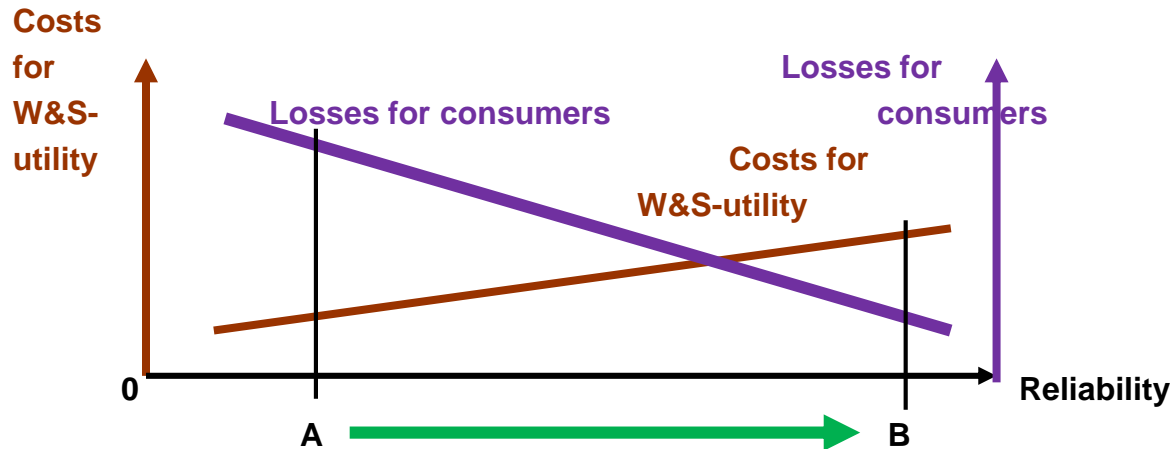 Costs
for
W&S-
utility
Losses for
consumers
Losses for consumers
Costs for
W&S-utility
0
Reliability
A
B